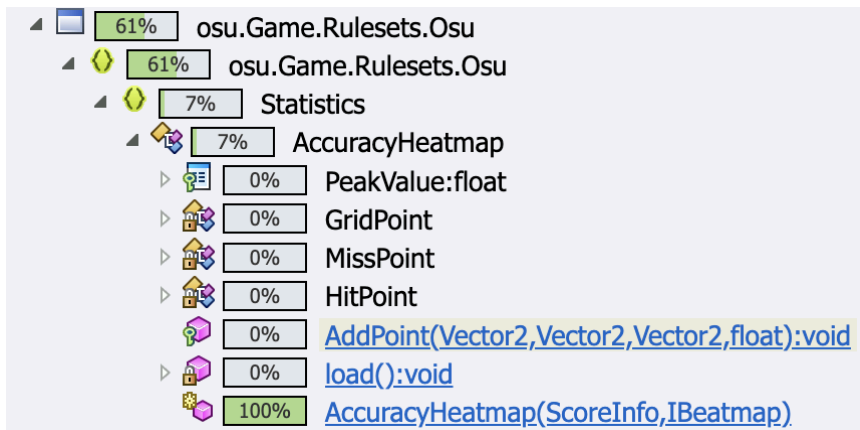 61% osu.Game.Rulesets.Osu
61% osu.Game.Rulesets.Osu
7% Statistics
7% AccuracyHeatmap
0% PeakValue:float
0% GridPoint
0% MissPoint
0% HitPoint
0% AddPoint(Vector2,Vector2,Vector2,float):void
0% load():void
100% AccuracyHeatmap(ScoreInfo,IBeatmap)